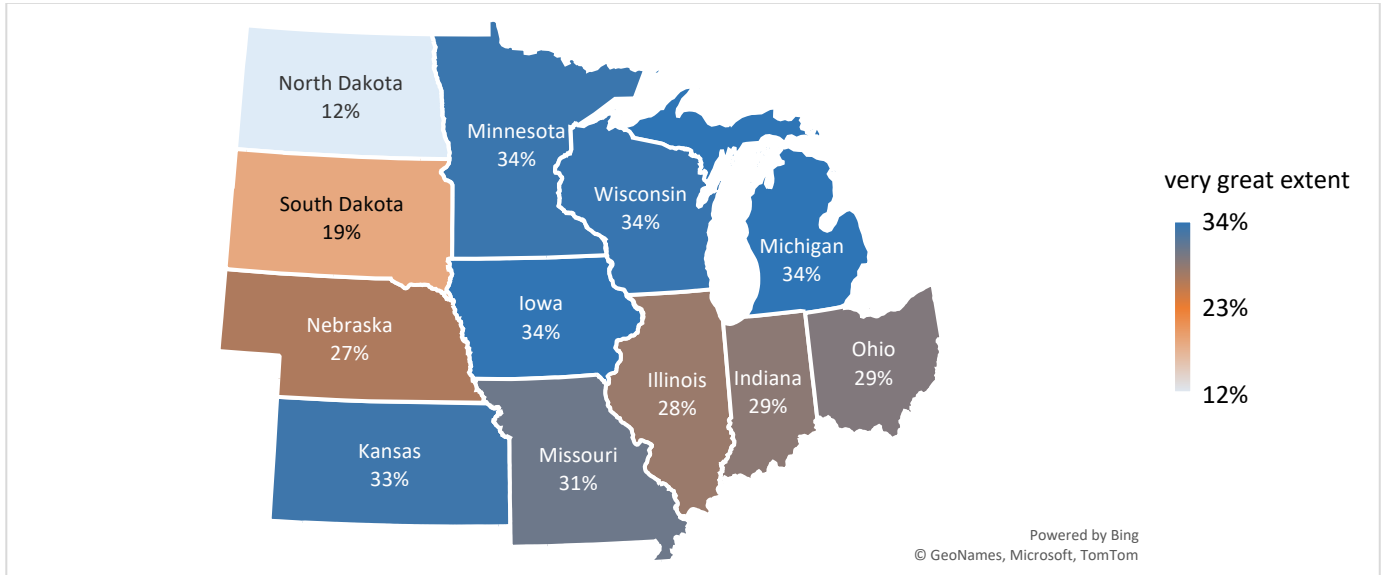 North Dakota
12%
Minnesota
34%
South Dakota
19%
Wisconsin
34%
Michigan
34%
Nebraska
27%
Iowa
34%
Illinois
28%
Indiana
29%
Ohio
29%
Kansas
33%
Missouri
31%
very great extent
34%
23%
12%
Powered by Bing
© GeoNames, Microsoft, TomTom